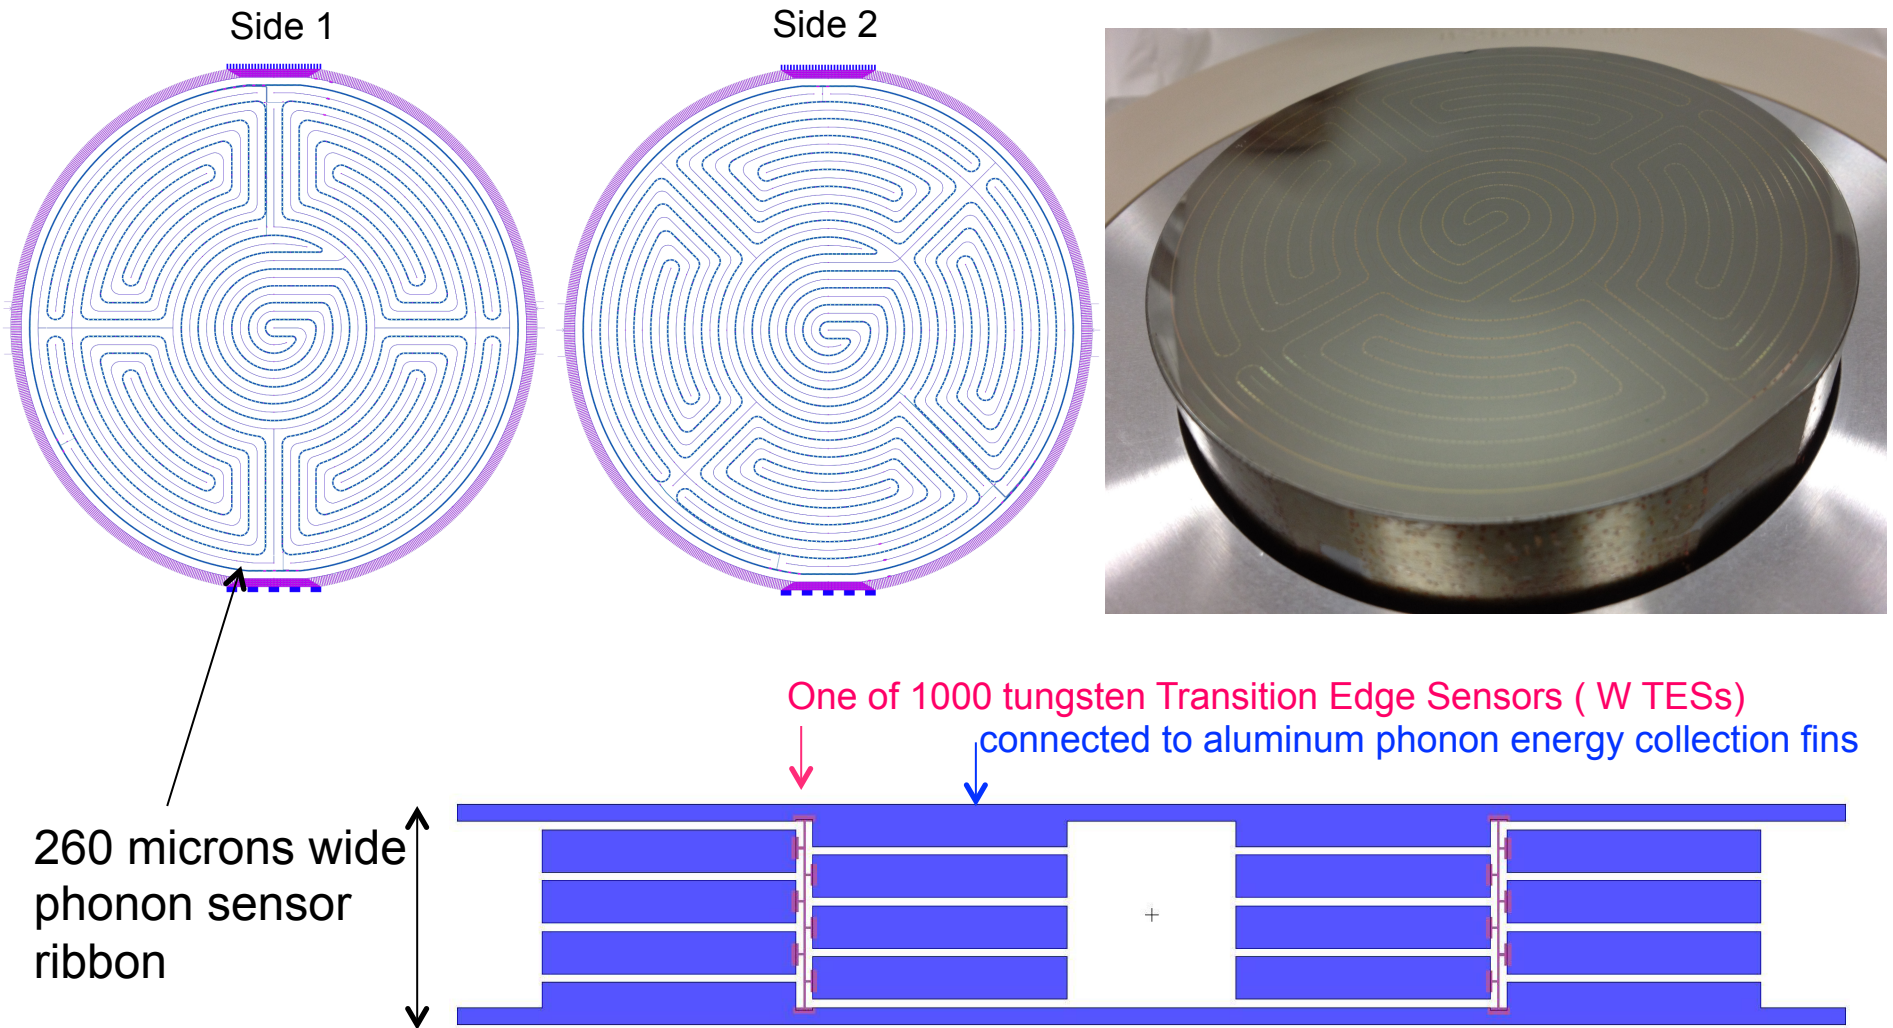 Side 1
Side 2
One of 1000 tungsten Transition Edge Sensors ( W TESs)
connected to aluminum phonon energy collection fins
260 microns wide
phonon sensor
ribbon